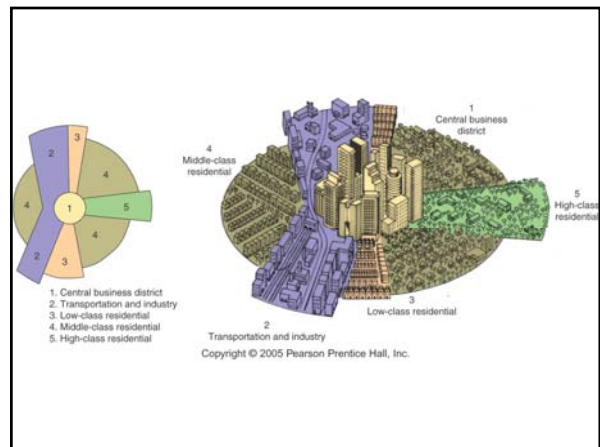 2
3
4
4
1
5
4
2
3
1. Central business district
2. Transportation and industry
3. Low-class residential
4. Middle-class residential
5. High-class residential
1
Central business
district
4
Middle-class
residential
5
High-class
residential
3
Low-class residential
2
Transportation and industry
Copyright © 2005 Pearson Prentice Hall, Inc.